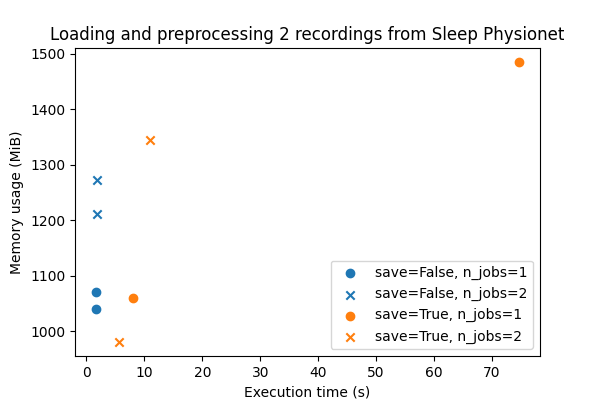 Loading and preprocessing 2 recordings from Sleep Physionet
1500
1400
1300
1200
1100
1000
Memory usage (MiB)
save=False, n_jobs=1
save=False, n_jobs=2
save=True, n_jobs=1
save=True, n_jobs=2
0 10 20 30 40 50 60 70
Execution time (s)